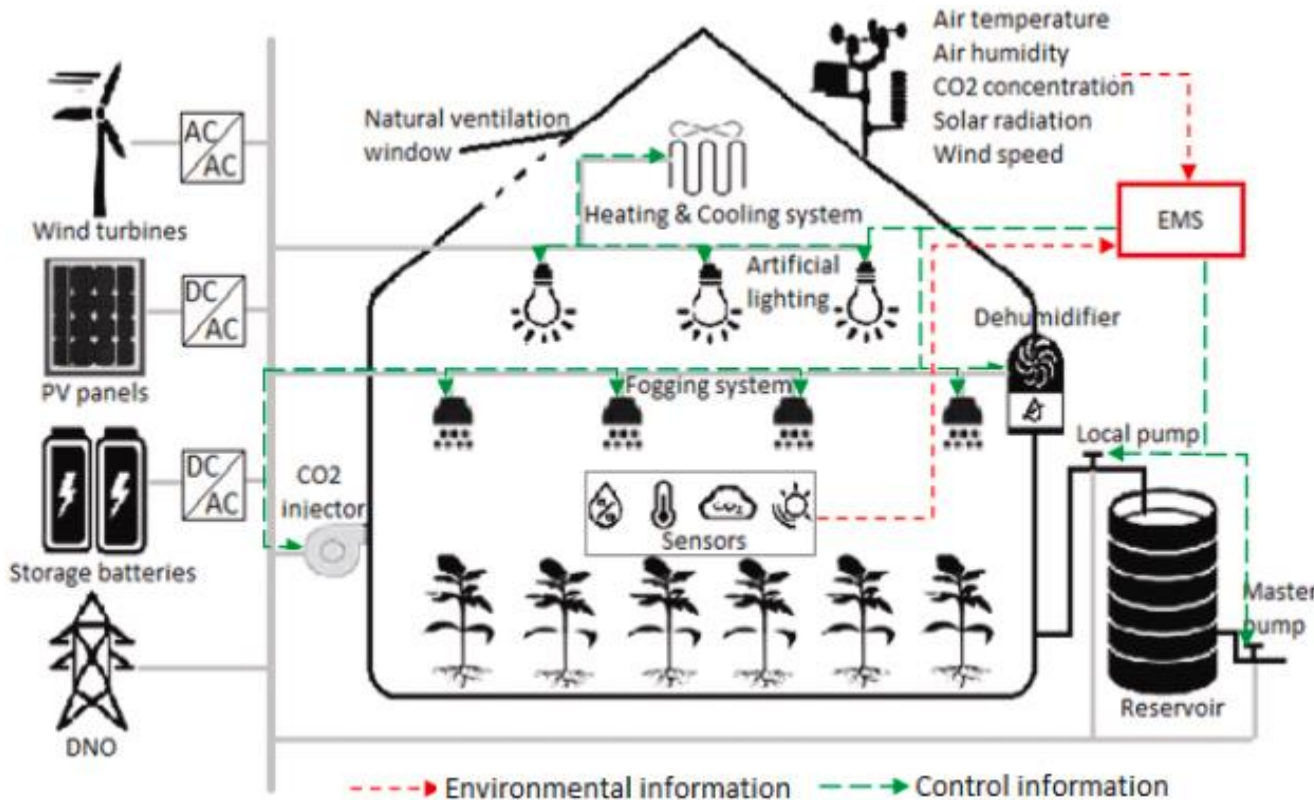 Air temperature
Air humidity
CO2 concentration
Solar radiation
Wind speed
Natural ventilation
window
AC
AC
Wind turbines
Heating & Cooling system
EMS
DC
AC
Artificial
lighting
Dehumidifier
PV panels
Fogging system
DC
AC
CO2
injector
Local pump
CO2
Sensors
Storage batteries
Master
pump
Reservoir
DNO
Environmental information
Control information